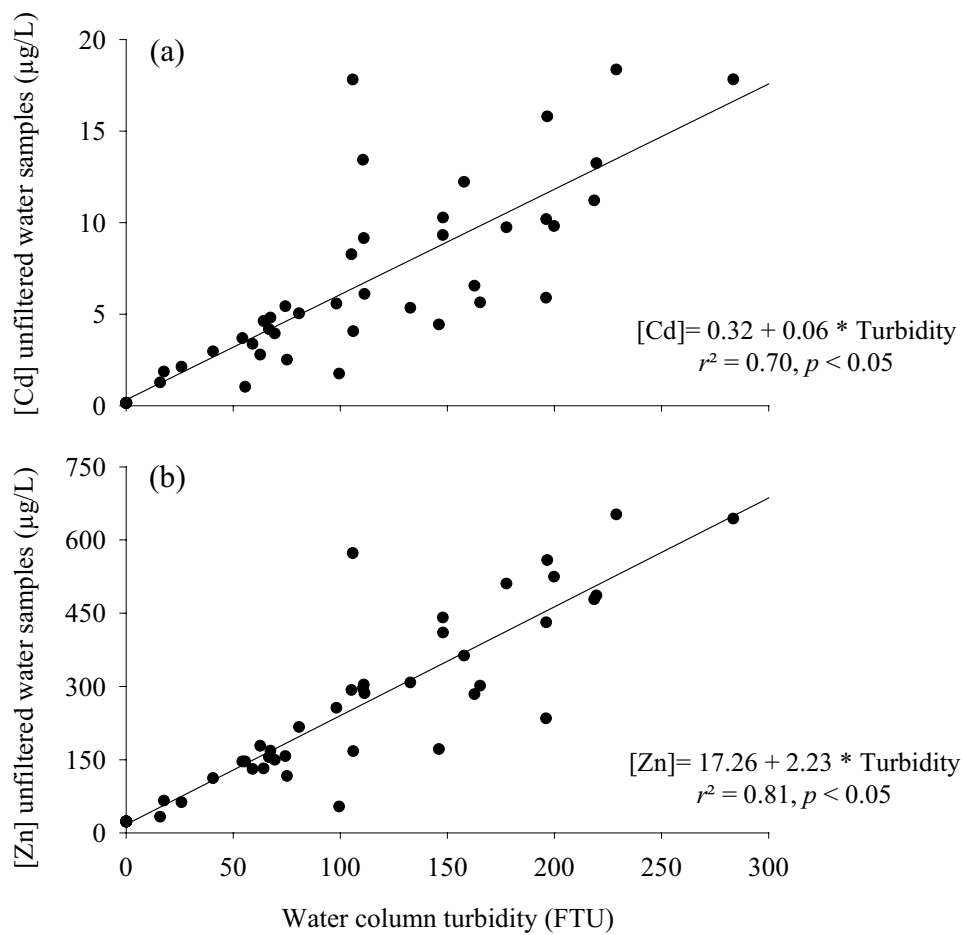 [Cd] unfiltered water samples (µg/L)
(a)
20
15
10
5
0
[Cd]= 0.32 + 0.06 * Turbidity
r² = 0.70, p < 0.05
[Zn] unfiltered water samples (µg/L)
(b)
750
600
450
300
150
0
[Zn]= 17.26 + 2.23 * Turbidity
r² = 0.81, p < 0.05
0 50 100 150 200 250 300
Water column turbidity (FTU)